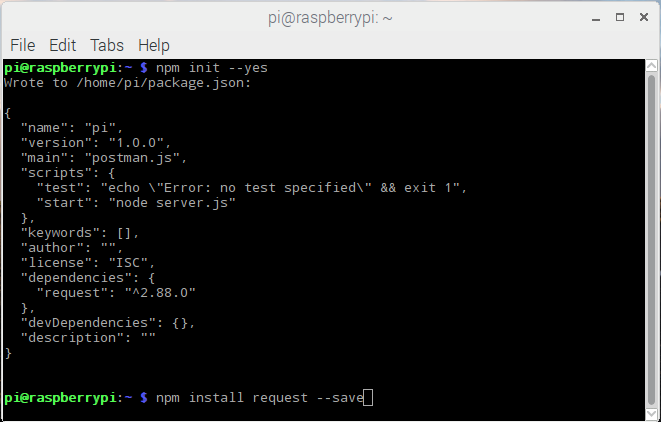 pi@raspberrypi: ~
File Edit Tabs Help
pi@raspberrypi:~ $ npm init --yes
Wrote to /home/pi/package.json:
{
  "name": "pi",
  "version": "1.0.0",
  "main": "postman.js",
  "scripts": {
    "test": "echo \"Error: no test specified\" && exit 1",
    "start": "node server.js"
  },
  "keywords": [],
  "author": "",
  "license": "ISC",
  "dependencies": {
    "request": "^2.88.0"
  },
  "devDependencies": {},
  "description": ""
}
pi@raspberrypi:~ $ npm install request --save